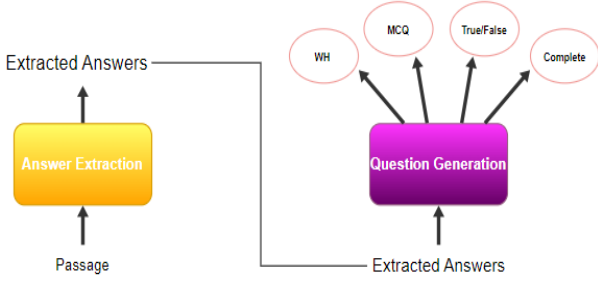 WH
MCQ
True/False
Complete
Extracted Answers
Answer Extraction
Question Generation
Passage
Extracted Answers